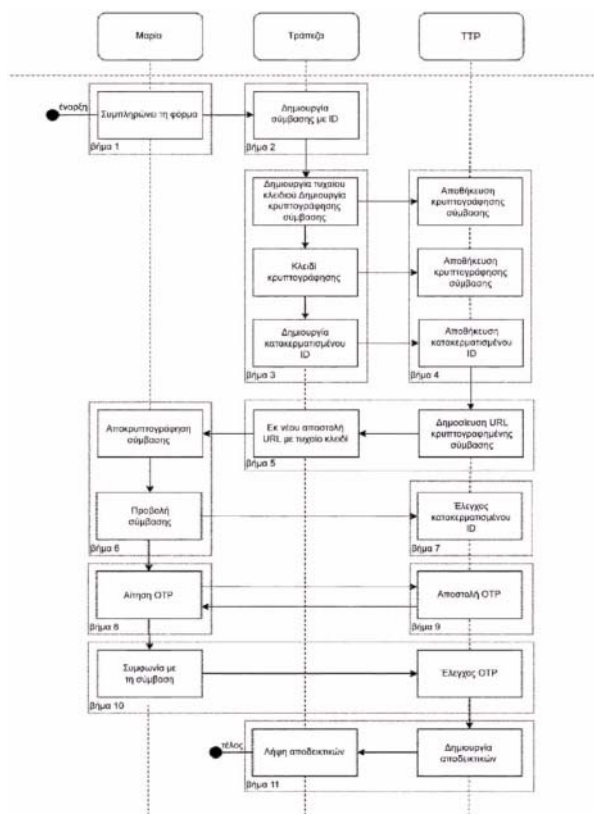 Μαρία
Τράπεζα
TTP
έναρξη
Συμπληρώνει τη φόρμα
Δημιουργία
σύμβασης με ID
βήμα 1
βήμα 2
Δημιουργία τυχαίου
κλειδιού Δημιουργία
κρυπτογράφησης
σύμβασης
Αποθήκευση
κρυπτογράφησης
σύμβασης
Κλειδί
κρυπτογράφησης
Αποθήκευση
κρυπτογράφησης
σύμβασης
Δημιουργία
κατακερματισμένου
ID
Αποθήκευση
κατακερματισμένου
ID
βήμα 3
βήμα 4
Αποκρυπτογράφηση
σύμβασης
Εκ νέου αποστολή
URL με τυχαίο κλειδί
Δημοσίευση URL
κρυπτογραφημένης
σύμβασης
βήμα 5
Προβολή
σύμβασης
Έλεγχος
κατακερματισμένου
ID
βήμα 6
βήμα 7
Αίτηση OTP
Αποστολή OTP
βήμα 8
βήμα 9
Συμφωνία με
τη σύμβαση
Έλεγχος OTP
βήμα 10
τέλος
Λήψη αποδεικτικών
Δημιουργία
αποδεικτικών
βήμα 11